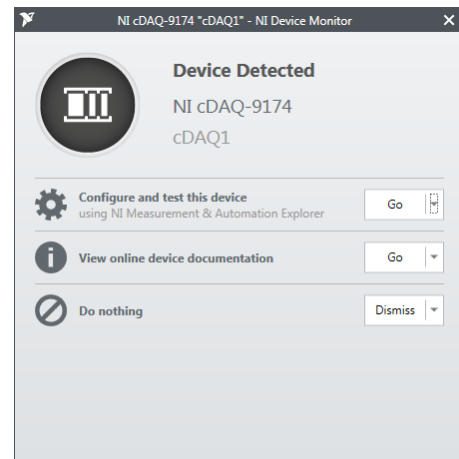 NI cDAQ-9174 "cDAQ1" - NI Device Monitor
Device Detected
NI cDAQ-9174
cDAQ1
Configure and test this device
using NI Measurement & Automation Explorer
Go
View online device documentation
Go
Do nothing
Dismiss